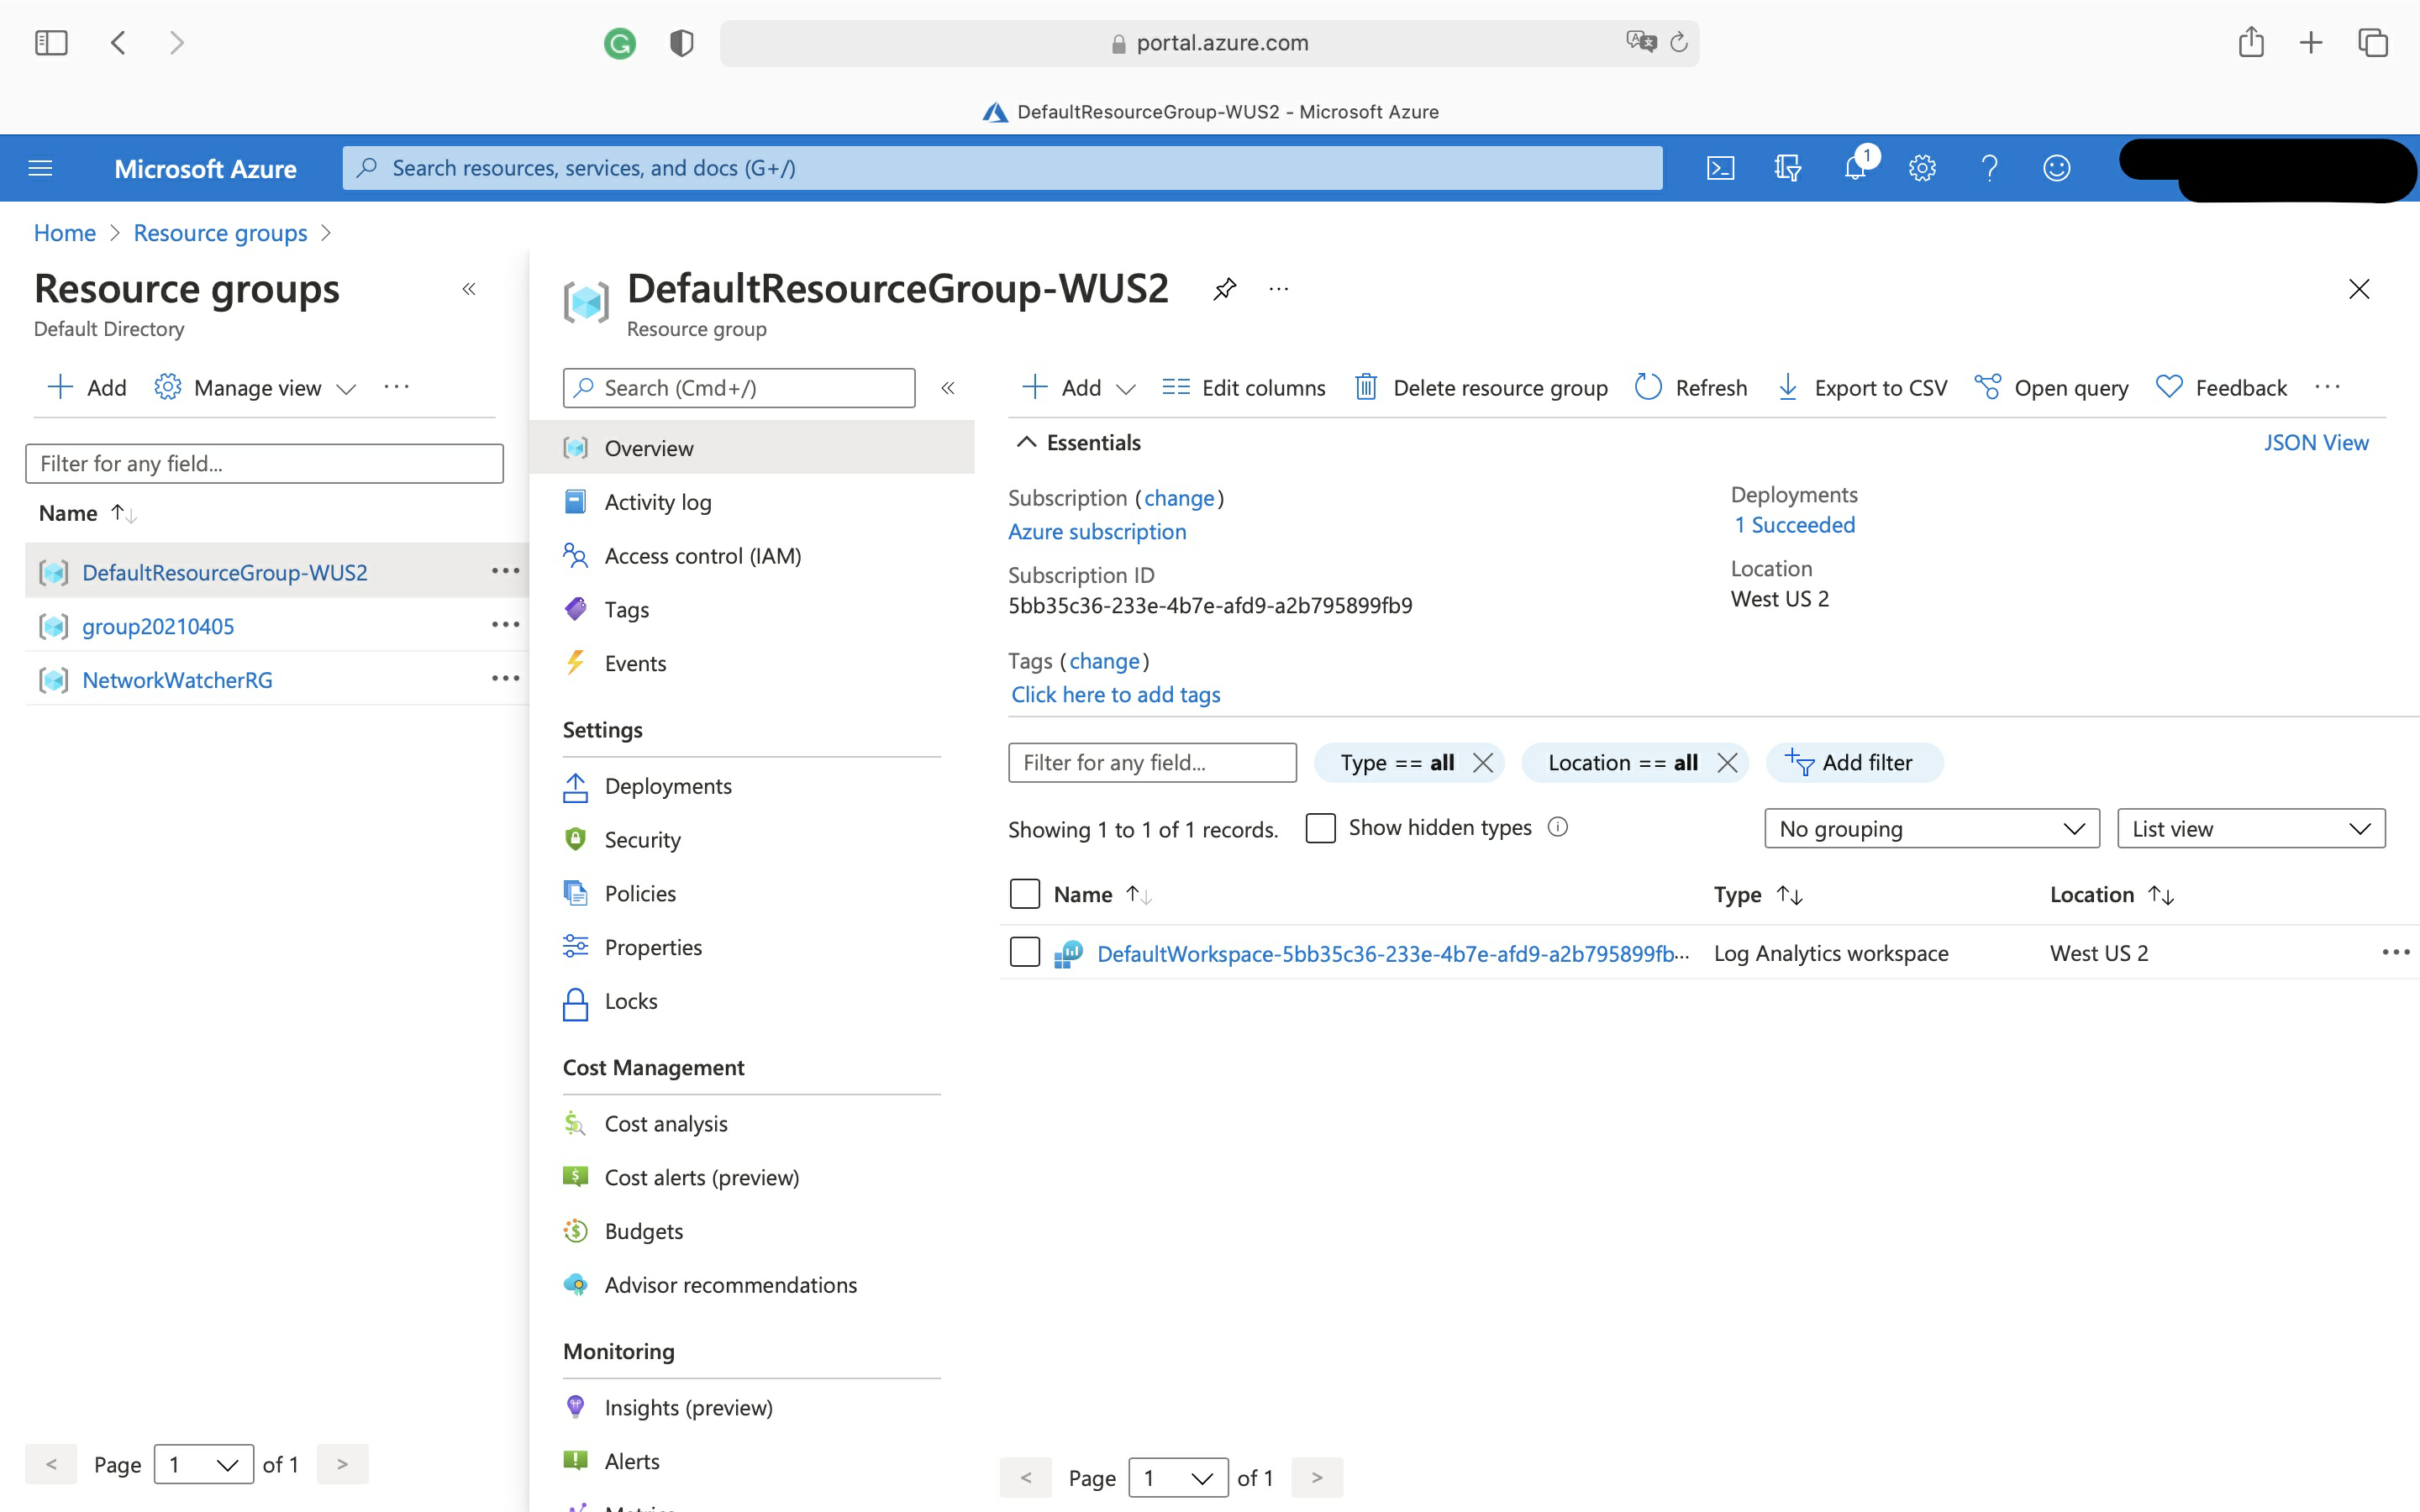 portal.azure.com
DefaultResourceGroup-WUS2 - Microsoft Azure
Microsoft Azure
Search resources, services, and docs (G+/)
1
Home > Resource groups >
Resource groups
Default Directory
Add
Manage view
Filter for any field...
Name
DefaultResourceGroup-WUS2
group20210405
NetworkWatcherRG
< Page 1 of 1 >
DefaultResourceGroup-WUS2
Resource group
Search (Cmd+/)
Overview
Activity log
Access control (IAM)
Tags
Events
Settings
Deployments
Security
Policies
Properties
Locks
Cost Management
Cost analysis
Cost alerts (preview)
Budgets
Advisor recommendations
Monitoring
Insights (preview)
Alerts
Add Edit columns Delete resource group Refresh Export to CSV Open query Feedback
Essentials
JSON View
Subscription (change)
Azure subscription
Subscription ID
5bb35c36-233e-4b7e-afd9-a2b795899fb9
Tags (change)
Click here to add tags
Deployments
1 Succeeded
Location
West US 2
Filter for any field... Type == all Location == all Add filter
Showing 1 to 1 of 1 records. Show hidden types No grouping List view
Name Type Location
DefaultWorkspace-5bb35c36-233e-4b7e-afd9-a2b795899fb... Log Analytics workspace West US 2
< Page 1 of 1 >